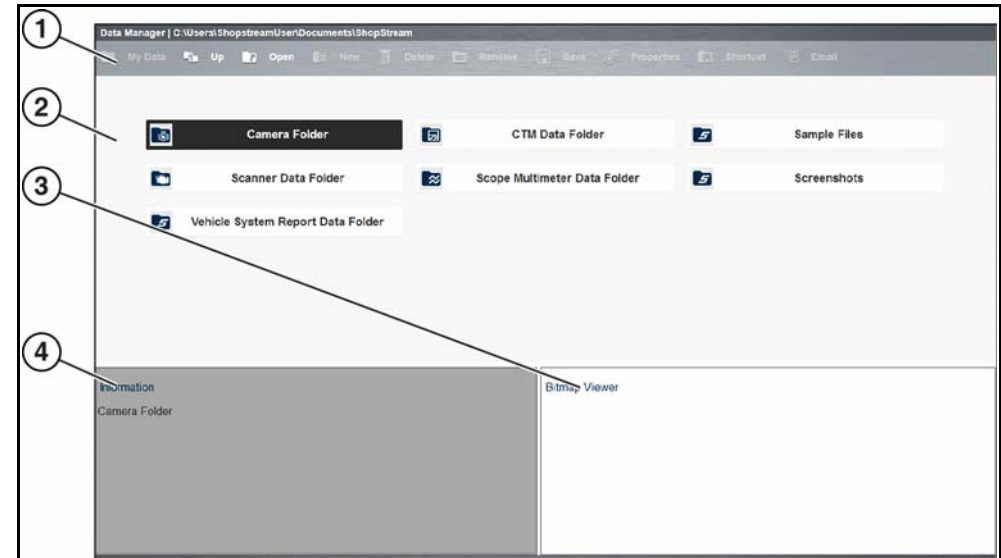 1
Data Manager | C:\Users\ShopstreamUser\Documents\ShopStream
My Data Up Open New Delete Rename Save Properties Shortcut Email
2
Camera Folder CTM Data Folder Sample Files
3
Scanner Data Folder Scope Multimeter Data Folder Screenshots
Vehicle System Report Data Folder
4
Information Bitmap Viewer
Camera Folder